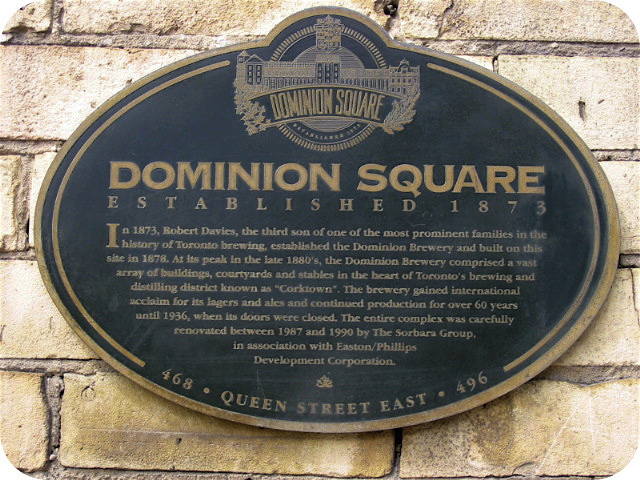 DOMINION SQUARE
ESTABLISHED 1873
DOMINION SQUARE
ESTABLISHED 1873
In 1873, Robert Davies, the third son of one of the most prominent families in the
history of Toronto brewing, established the Dominion Brewery and built on this
site in 1878. At its peak in the late 1880's, the Dominion Brewery comprised a vast
array of buildings, courtyards and stables in the heart of Toronto's brewing and
distilling district known as "Corktown". The brewery gained international
acclaim for its lagers and ales and continued production for over 60 years
until 1936, when its doors were closed. The entire complex was carefully
renovated between 1987 and 1990 by The Sorbara Group,
in association with Easton/Phillips
Development Corporation.
468 • QUEEN STREET EAST • 496